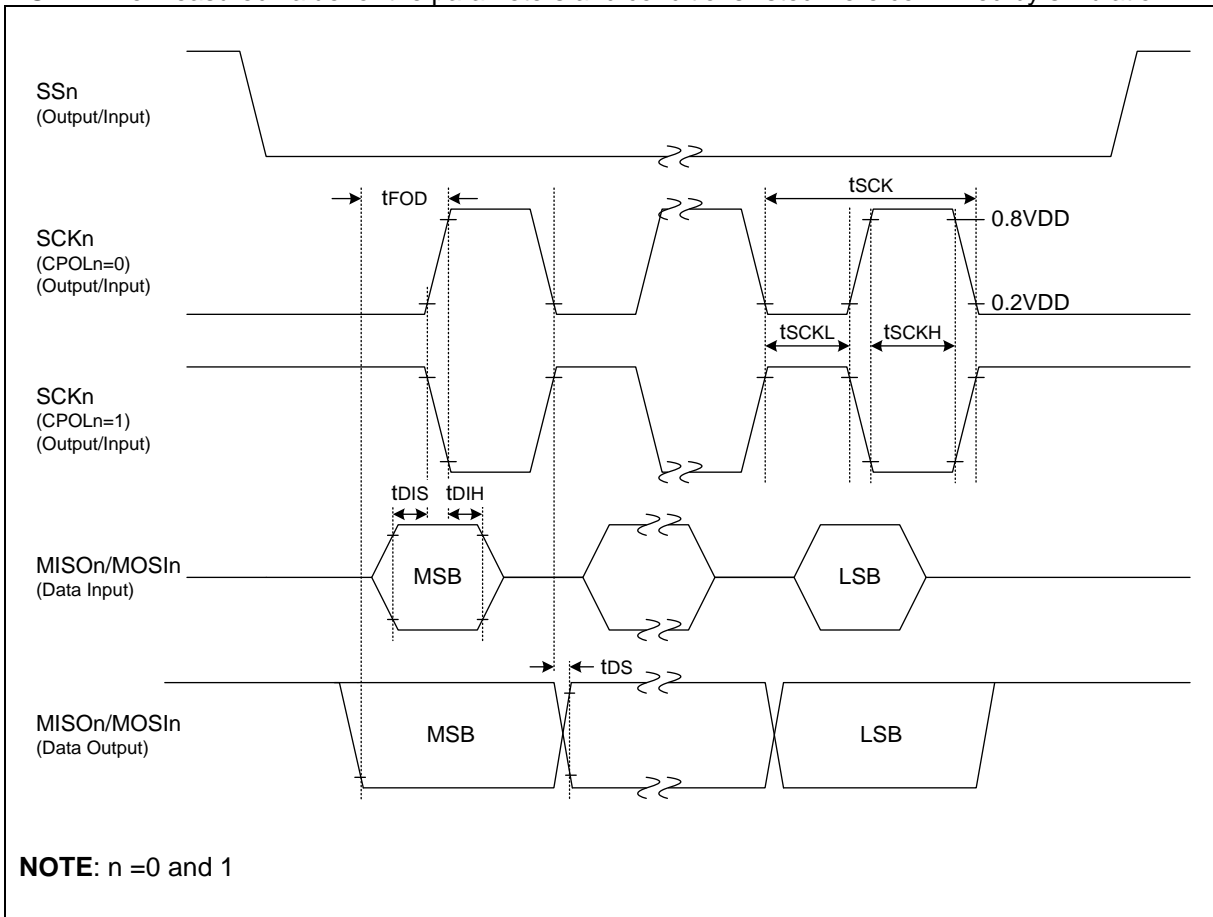 SSn
(Output/Input)
tFOD
tSCK
SCKn
(CPOLn=0)
(Output/Input)
0.8VDD
0.2VDD
tSCKL
tSCKH
SCKn
(CPOLn=1)
(Output/Input)
tDIS
tDIH
MISOn/MOSIn
(Data Input)
MSB
LSB
tDS
MISOn/MOSIn
(Data Output)
MSB
LSB
NOTE: n =0 and 1